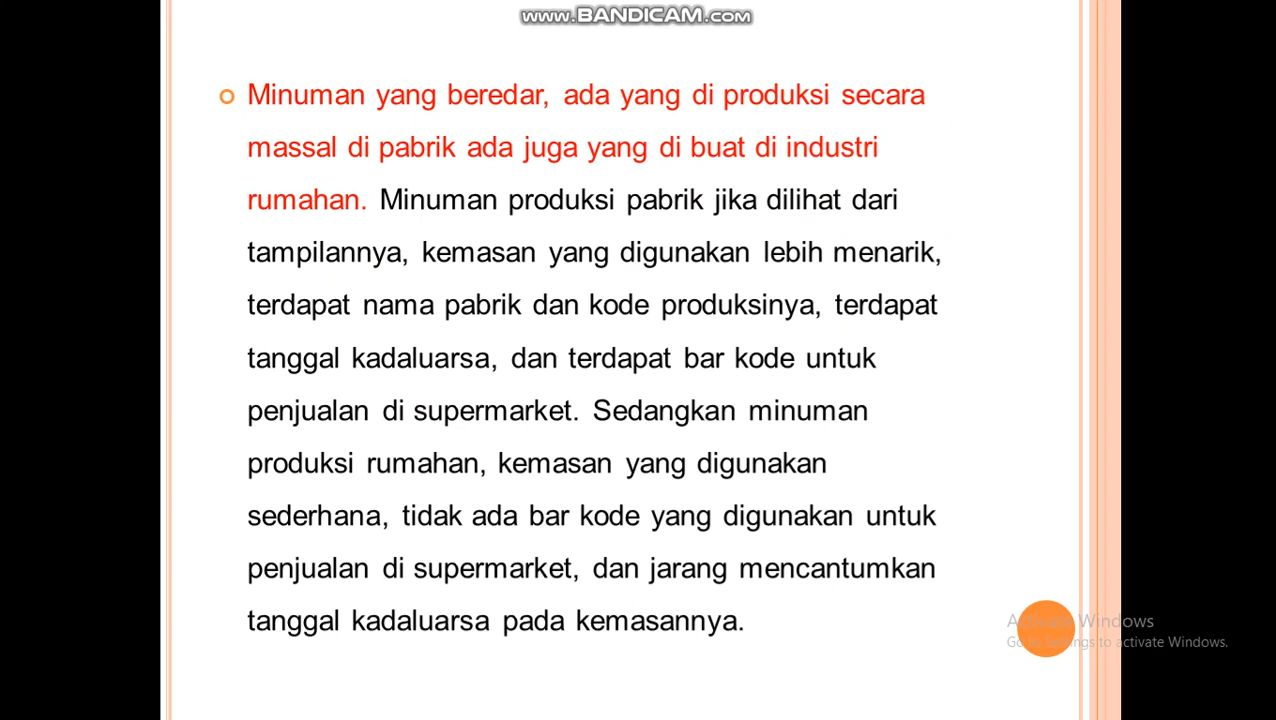 www.BANDICAM.com
Minuman yang beredar, ada yang di produksi secara
massal di pabrik ada juga yang di buat di industri
rumahan. Minuman produksi pabrik jika dilihat dari
tampilannya, kemasan yang digunakan lebih menarik,
terdapat nama pabrik dan kode produksinya, terdapat
tanggal kadaluarsa, dan terdapat bar kode untuk
penjualan di supermarket. Sedangkan minuman
produksi rumahan, kemasan yang digunakan
sederhana, tidak ada bar kode yang digunakan untuk
penjualan di supermarket, dan jarang mencantumkan
tanggal kadaluarsa pada kemasannya.
Activate Windows
Go to Settings to activate Windows.